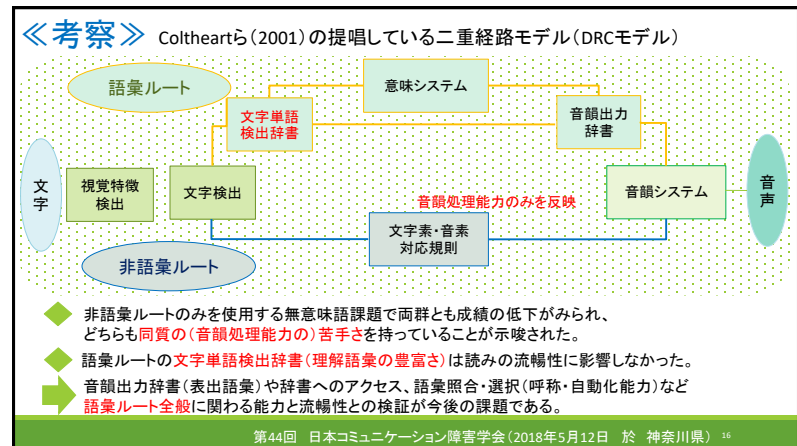 ≪考察≫ Coltheartら(2001)の提唱している二重経路モデル(DRCモデル)
語彙ルート
意味システム
文字単語
検出辞書
音韻出力
辞書
文字
視覚特徴
検出
文字検出
音韻処理能力のみを反映
音韻システム
音声
文字素・音素
対応規則
非語彙ルート
非語彙ルートのみを使用する無意味語課題で両群とも成績の低下がみられ、
どちらも同質の(音韻処理能力の)苦手さを持っていることが示唆された。
語彙ルートの文字単語検出辞書(理解語彙の豊富さ)は読みの流暢性に影響しなかった。
音韻出力辞書(表出語彙)や辞書へのアクセス、語彙照合・選択(呼称・自動化能力)など
語彙ルート全般に関わる能力と流暢性との検証が今後の課題である。
第44回 日本コミュニケーション障害学会(2018年5月12日 於 神奈川県) 16